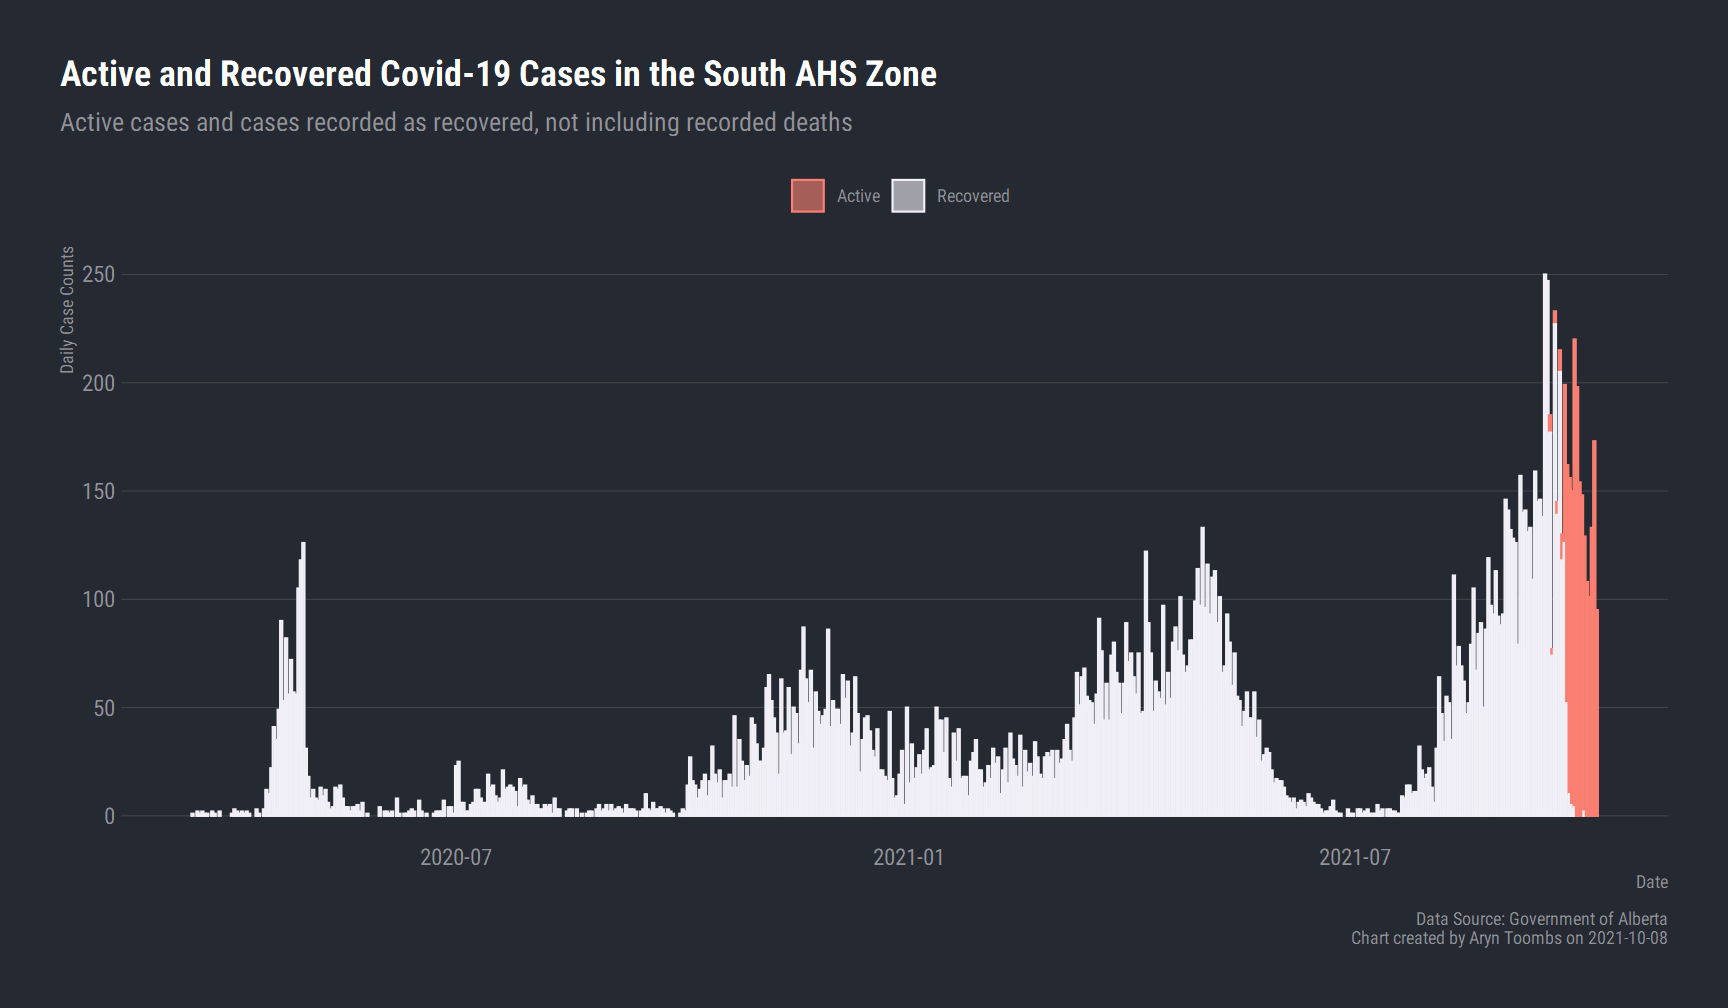 Active and Recovered Covid-19 Cases in the South AHS Zone
Active cases and cases recorded as recovered, not including recorded deaths
Active Recovered
Daily Case Counts
250
200
150
100
50
0
2020-07 2021-01 2021-07
Date
Data Source: Government of Alberta
Chart created by Aryn Toombs on 2021-10-08